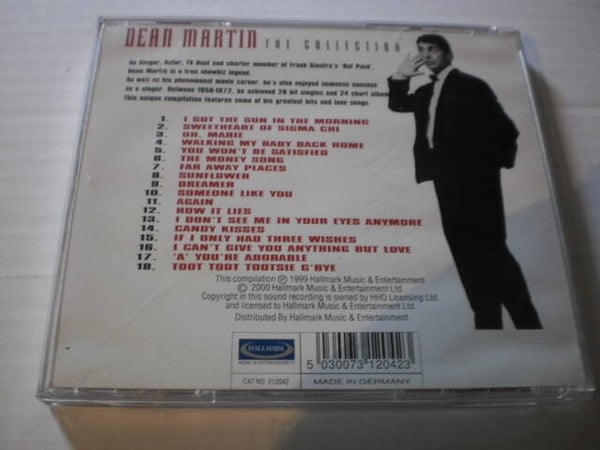 DEAN MARTIN THE COLLECTION
As Singer, Actor, TV Host and charter member of Frank Sinatra's 'Rat Pack',
Dean Martin is a true showbiz legend.
As well as his phenomenal movie career, he's also enjoyed immense success
as a singer. Between 1950-1972, he achieved 28 hit singles and 24 chart albums
This unique compilation features some of his greatest hits and love songs.
1. I GOT THE SUN IN THE MORNING
2. SWEETHEART OF SIGMA CHI
3. OH, MARIE
4. WALKING MY BABY BACK HOME
5. YOU WON'T BE SATISFIED
6. THE MONEY SONG
7. FAR AWAY PLACES
8. SUNFLOWER
9. DREAMER
10. SOMEONE LIKE YOU
11. AGAIN
12. HOW IT LIES
13. I DON'T SEE ME IN YOUR EYES ANYMORE
14. CANDY KISSES
15. IF I ONLY HAD THREE WISHES
16. I CAN'T GIVE YOU ANYTHING BUT LOVE
17. 'A' YOU'RE ADORABLE
18. TOOT TOOT TOOTSIE G'BYE
This compilation ℗ 1999 Hallmark Music & Entertainment
© 2000 Hallmark Music & Entertainment Ltd.
Copyright in this sound recording is owned by HHO Licensing Ltd.
and licensed to Hallmark Music & Entertainment Ltd.
Distributed By Hallmark Music & Entertainment
HALLMARK
MUSIC & ENTERTAINMENT
CAT NO. 312042
5 030073 120423
MADE IN GERMANY